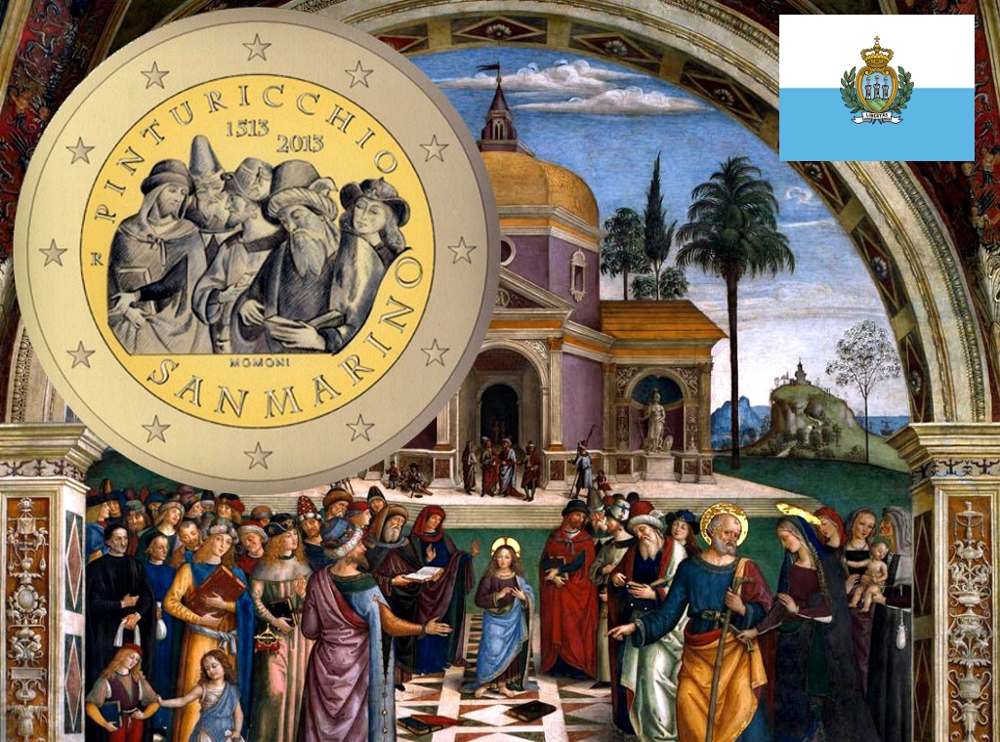 PINTURICCHIO
1513
2013
R
MOMONI
SAN MARINO
LIBERTAS